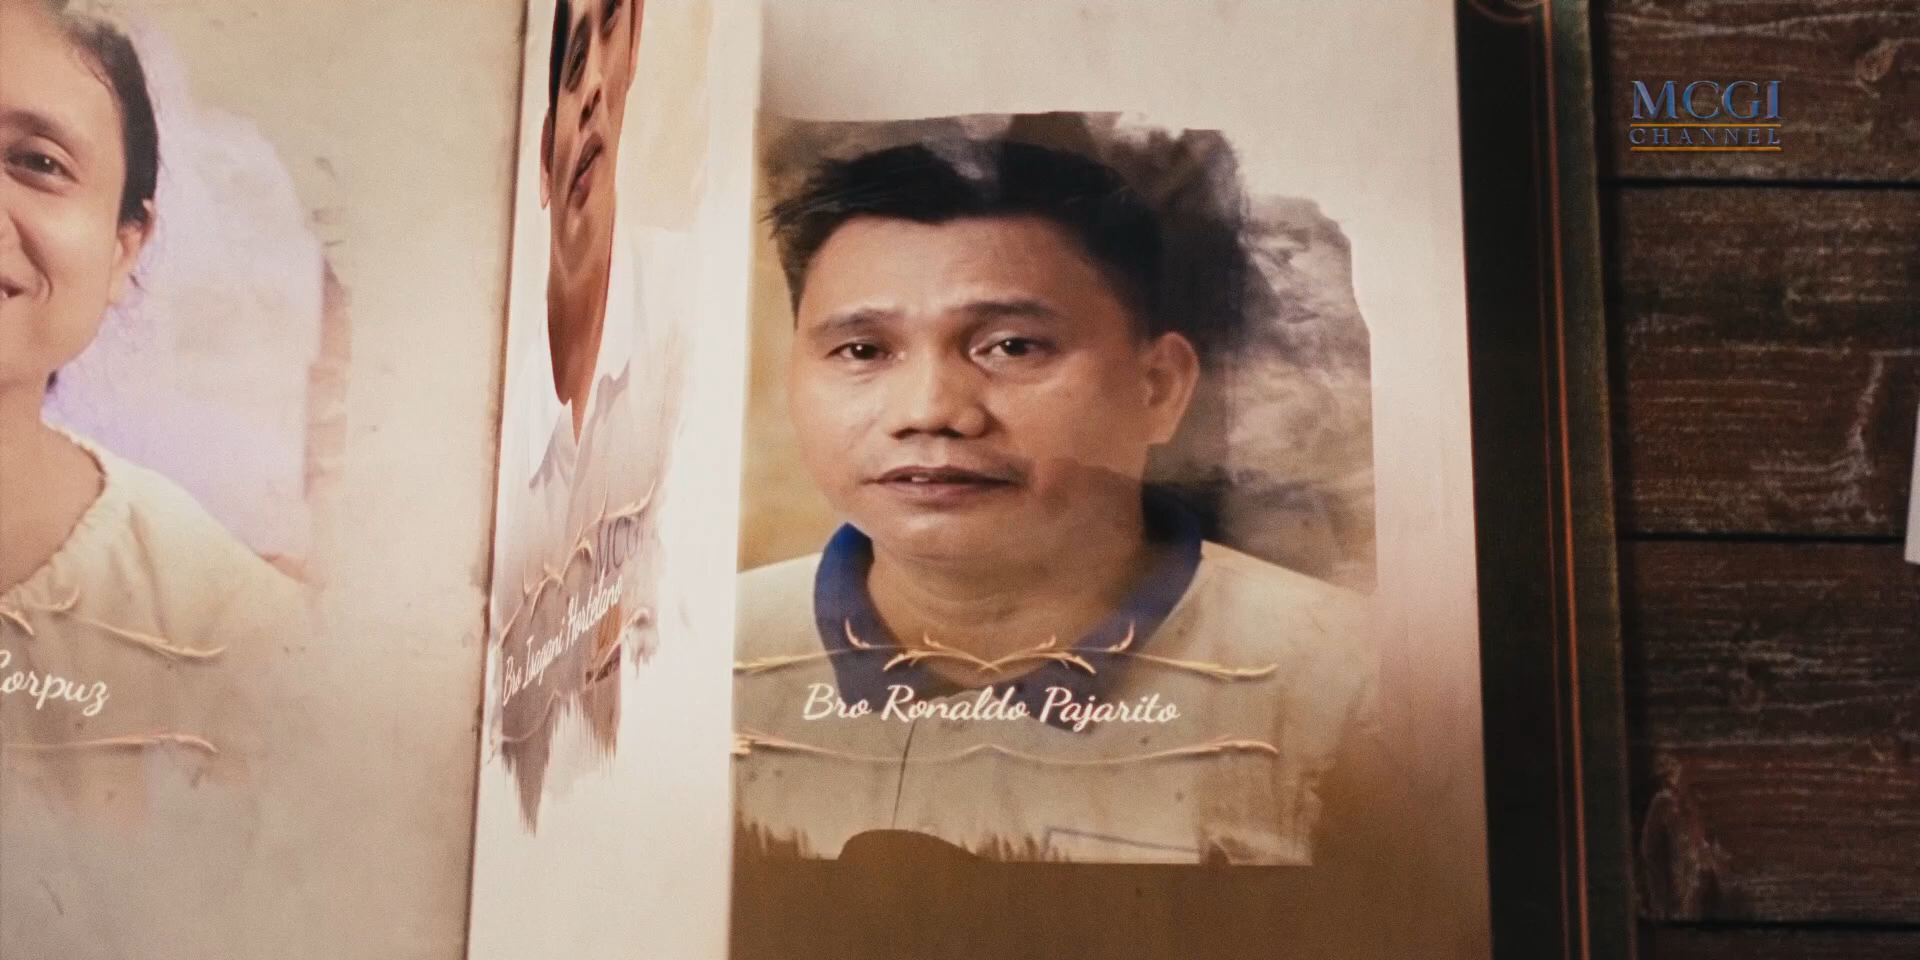 MCGI
CHANNEL
Corpuz
Bro Isagani Hortelano
Bro Ronaldo Pajarito